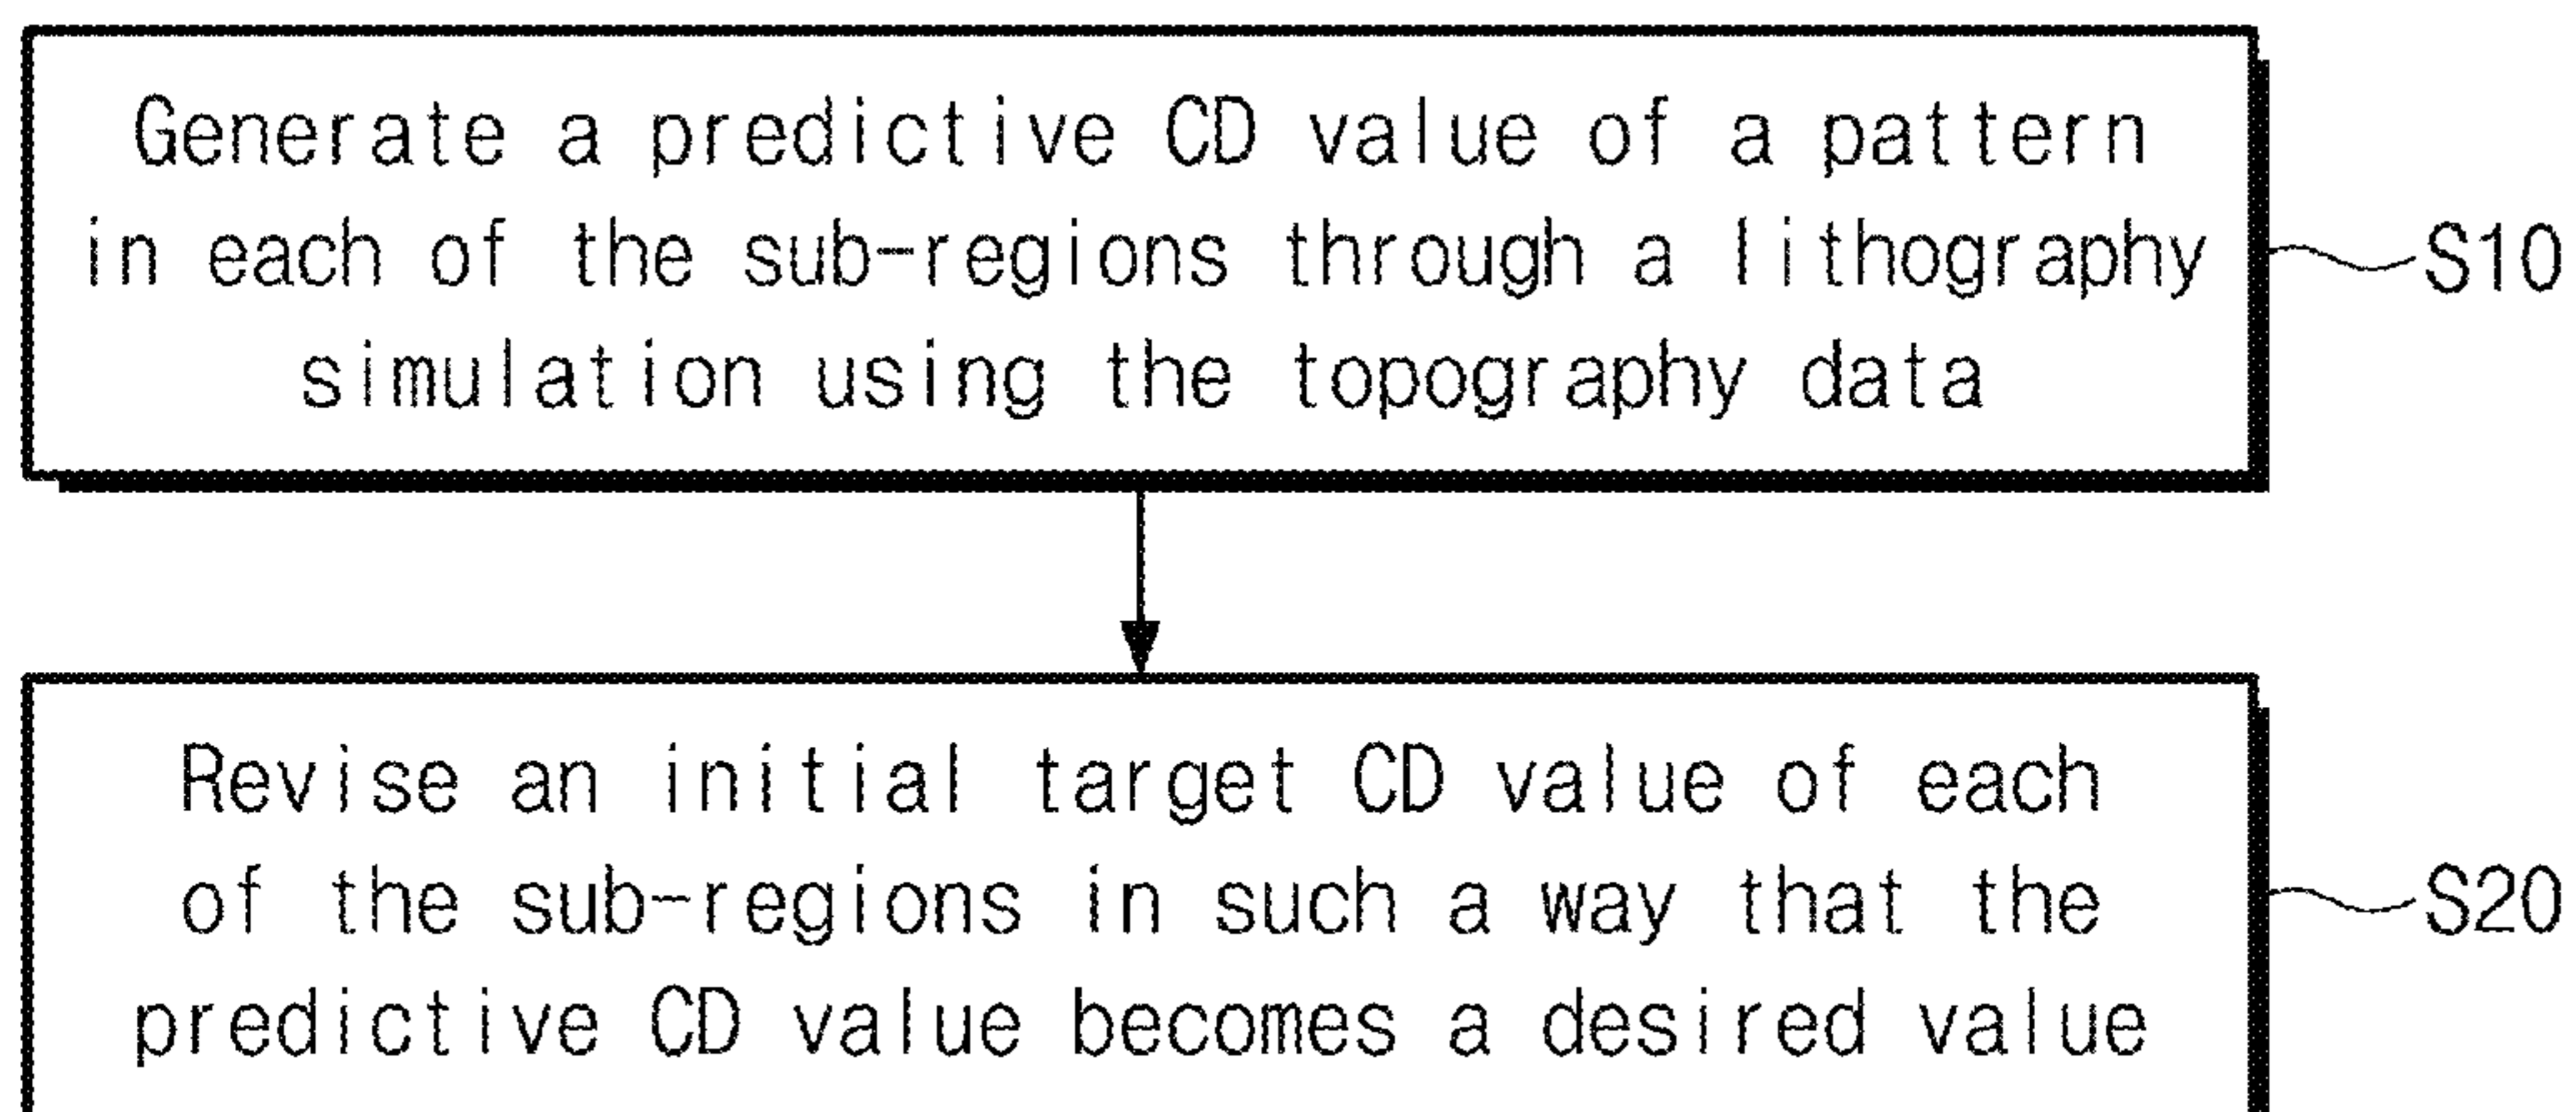 Generate a predictive CD value of a pattern
in each of the sub-regions through a lithography
simulation using the topography data
S10
Revise an initial target CD value of each
of the sub-regions in such a way that the
predictive CD value becomes a desired value
S20